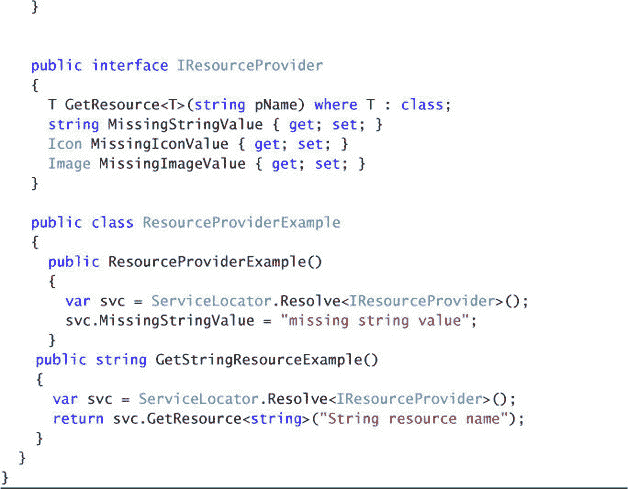 }
public interface IResourceProvider
{
T GetResource<T>(string pName) where T : class;
string MissingStringValue { get; set; }
Icon MissingIconValue { get; set; }
Image MissingImageValue { get; set; }
}
public class ResourceProviderExample
{
public ResourceProviderExample()
{
var svc = ServiceLocator.Resolve<IResourceProvider>();
svc.MissingStringValue = "missing string value";
}
public string GetStringResourceExample()
{
var svc = ServiceLocator.Resolve<IResourceProvider>();
return svc.GetResource<string>("String resource name");
}
}
}